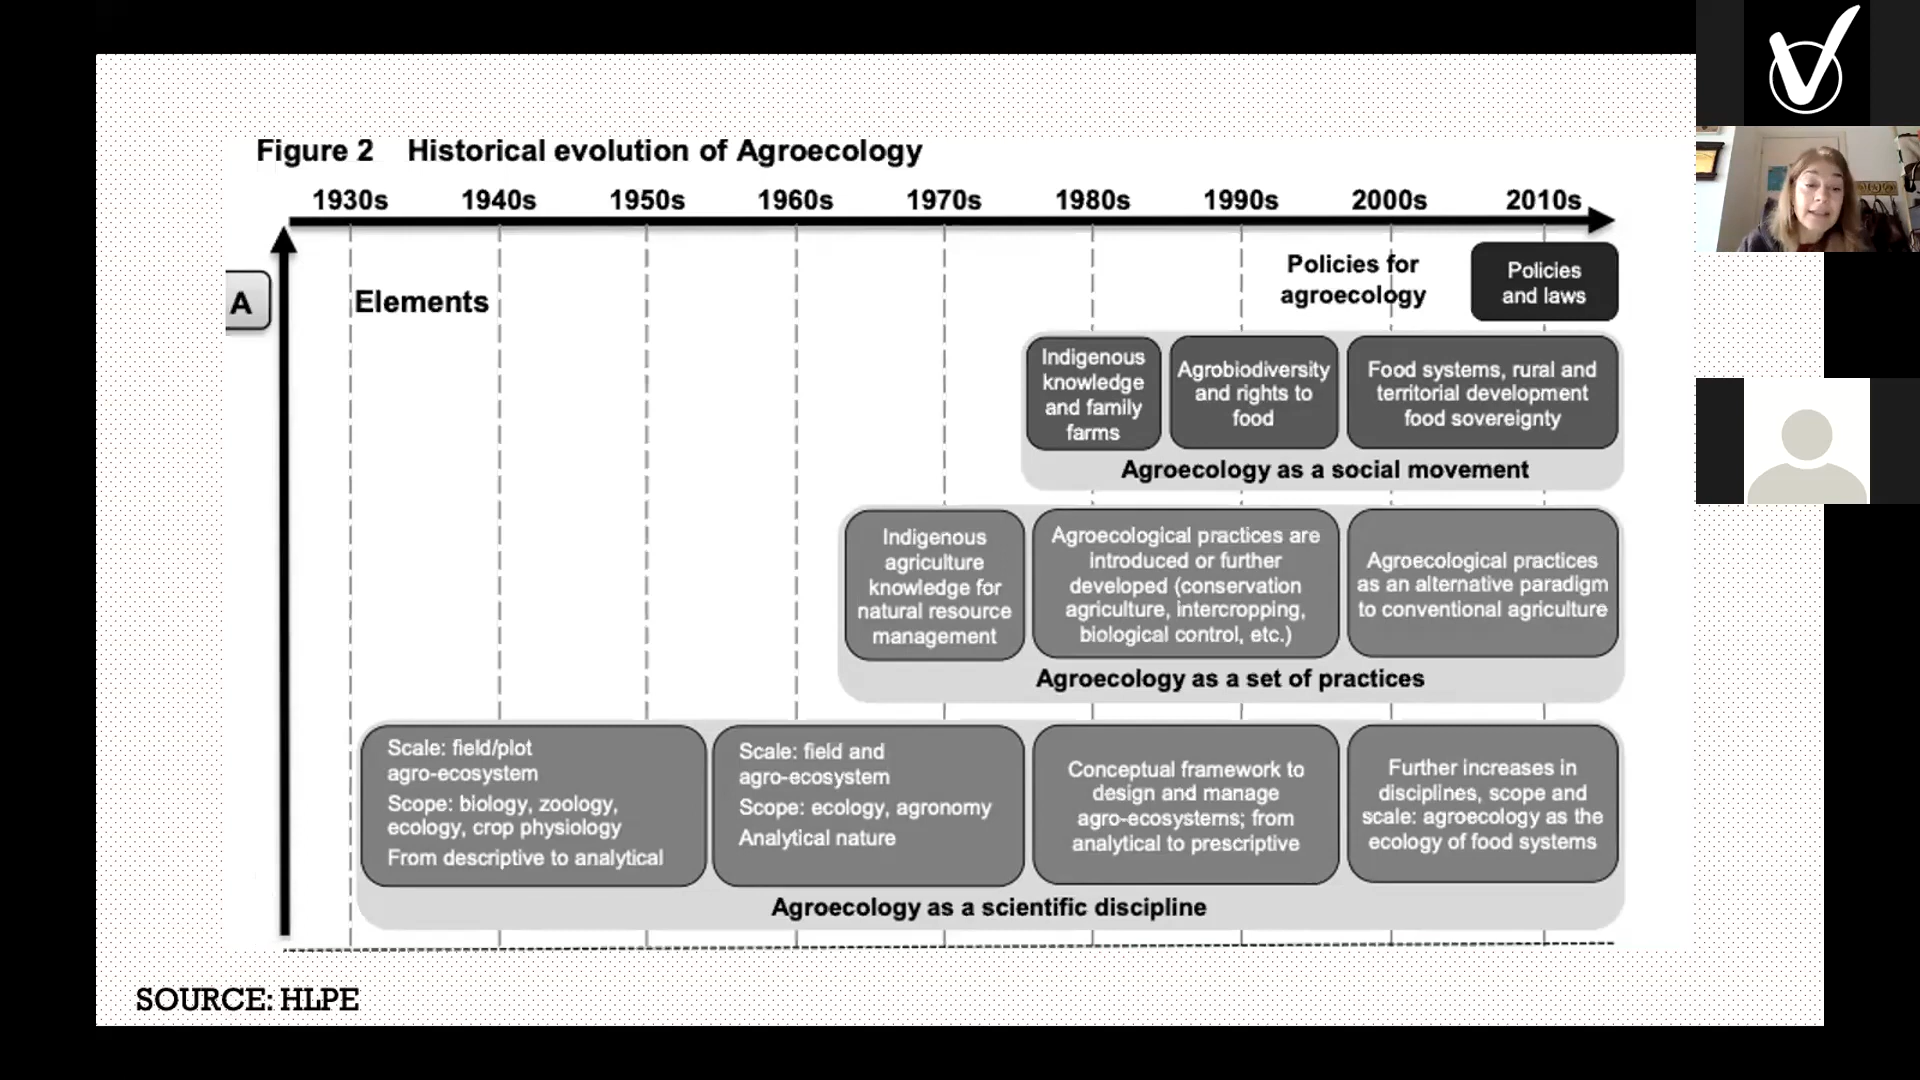 Figure 2 Historical evolution of Agroecology
1930s 1940s 1950s 1960s 1970s 1980s 1990s 2000s 2010s
A
Elements
Policies for
agroecology
Policies
and laws
Indigenous
knowledge
and family
farms
Agrobiodiversity
and rights to
food
Food systems, rural and
territorial development
food sovereignty
Agroecology as a social movement
Indigenous
agriculture
knowledge for
natural resource
management
Agroecological practices are
introduced or further
developed (conservation
agriculture, intercropping,
biological control, etc.)
Agroecological practices
as an alternative paradigm
to conventional agriculture
Agroecology as a set of practices
Scale: field/plot
agro-ecosystem
Scope: biology, zoology,
ecology, crop physiology
From descriptive to analytical
Scale: field and
agro-ecosystem
Scope: ecology, agronomy
Analytical nature
Conceptual framework to
design and manage
agro-ecosystems; from
analytical to prescriptive
Further increases in
disciplines, scope and
scale: agroecology as the
ecology of food systems
Agroecology as a scientific discipline
SOURCE: HLPE